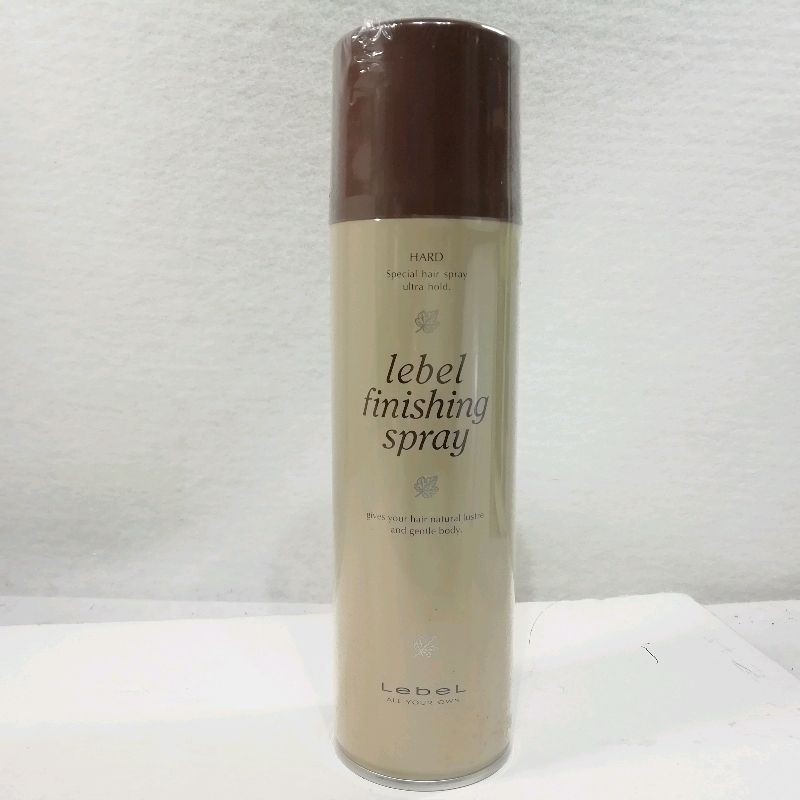 HARD
Special hair spray
ultra hold.
lebel
finishing
spray
gives your hair natural lustre
and gentle body.
LebeL
ALL YOUR OWN